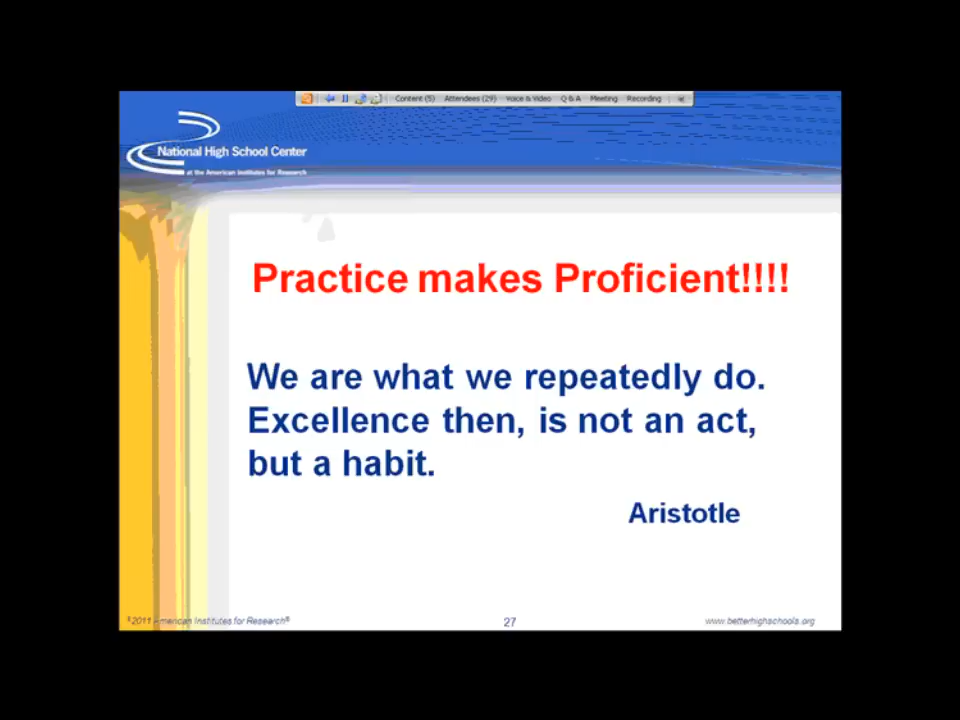 Content (5) Attendees (29) Voice & Video Q & A Meeting Recording
National High School Center
at the American Institutes for Research
Practice makes Proficient!!!!
We are what we repeatedly do.
Excellence then, is not an act,
but a habit.
Aristotle
©2011 American Institutes for Research® 27 www.betterhighschools.org